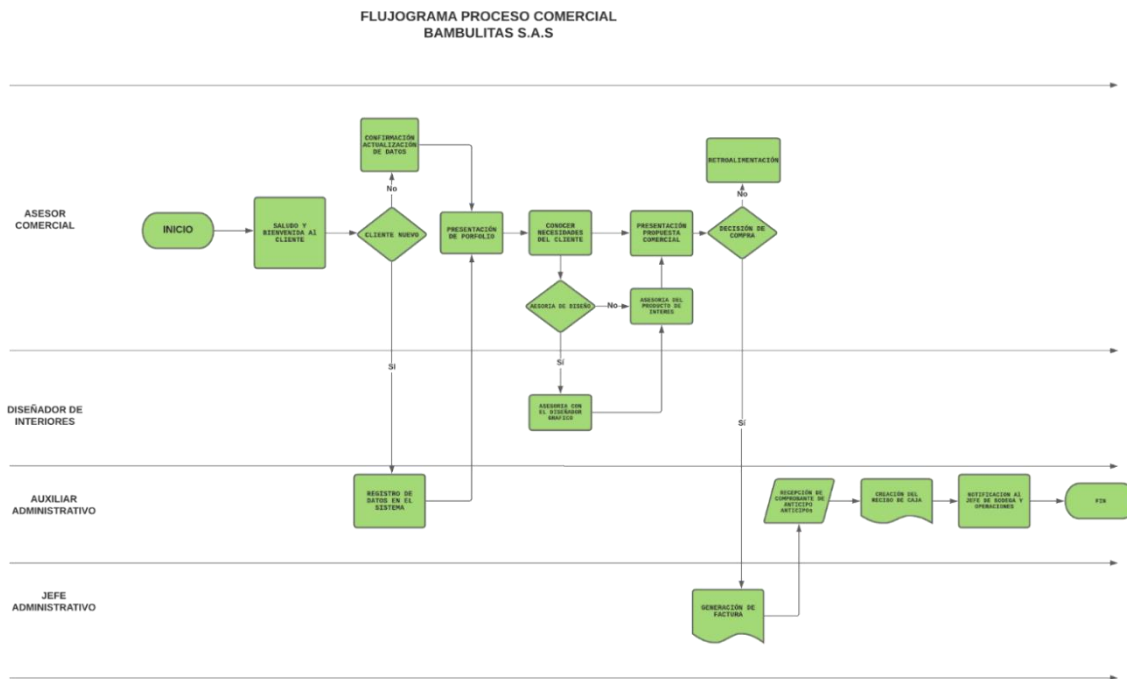 FLUJOGRAMA PROCESO COMERCIAL
BAMBULITAS S.A.S
ASESOR
COMERCIAL
INICIO
SALUDO Y
BIENVENIDA Al
CLIENTE
CLIENTE NUEVO
No
CONFIRMACIÓN
ACTUALIZACIÓN
DE DATOS
PRESENTACIÓN
DE PORFOLIO
CONOCER
NECESIDADES
DEL CLIENTE
PRESENTACIÓN
PROPUESTA
COMERCIAL
DECISIÓN DE
COMPRA
No
RETROALIMENTACIÓN
AESORIA DE DISEÑO
No
ASESORIA DEL
PRODUCTO DE
INTERES
SI
Sí
Sí
DISEÑADOR DE
INTERIORES
ASESORIA CON
EL DISEÑADOR
GRAFICO
AUXILIAR
ADMINISTRATIVO
REGISTRO DE
DATOS EN EL
SISTEMA
RECEPCIÓN DE
COMPROBANTE DE
ANTICIPO
ANTICIPOS
CREACIÓN DEL
RECIBO DE CAJA
NOTIFICACION Al
JEFE DE BODEGA Y
OPERACIONES
FIN
JEFE
ADMINISTRATIVO
GENERACIÓN DE
FACTURA